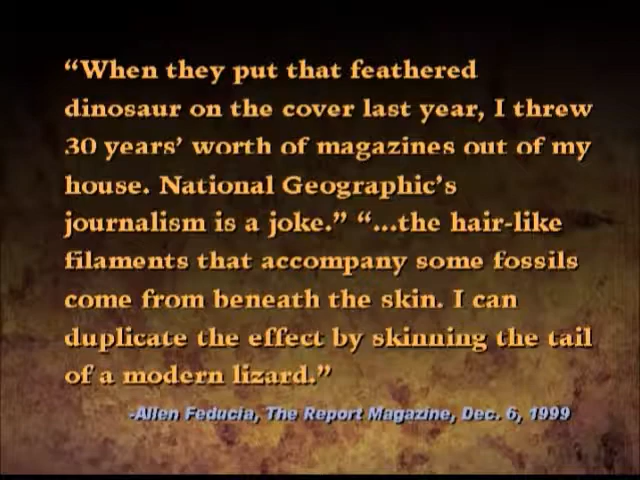 “When they put that feathered
dinosaur on the cover last year, I threw
30 years’ worth of magazines out of my
house. National Geographic’s
journalism is a joke.” “...the hair-like
filaments that accompany some fossils
come from beneath the skin. I can
duplicate the effect by skinning the tail
of a modern lizard.”
-Allen Feducia, The Report Magazine, Dec. 6, 1999